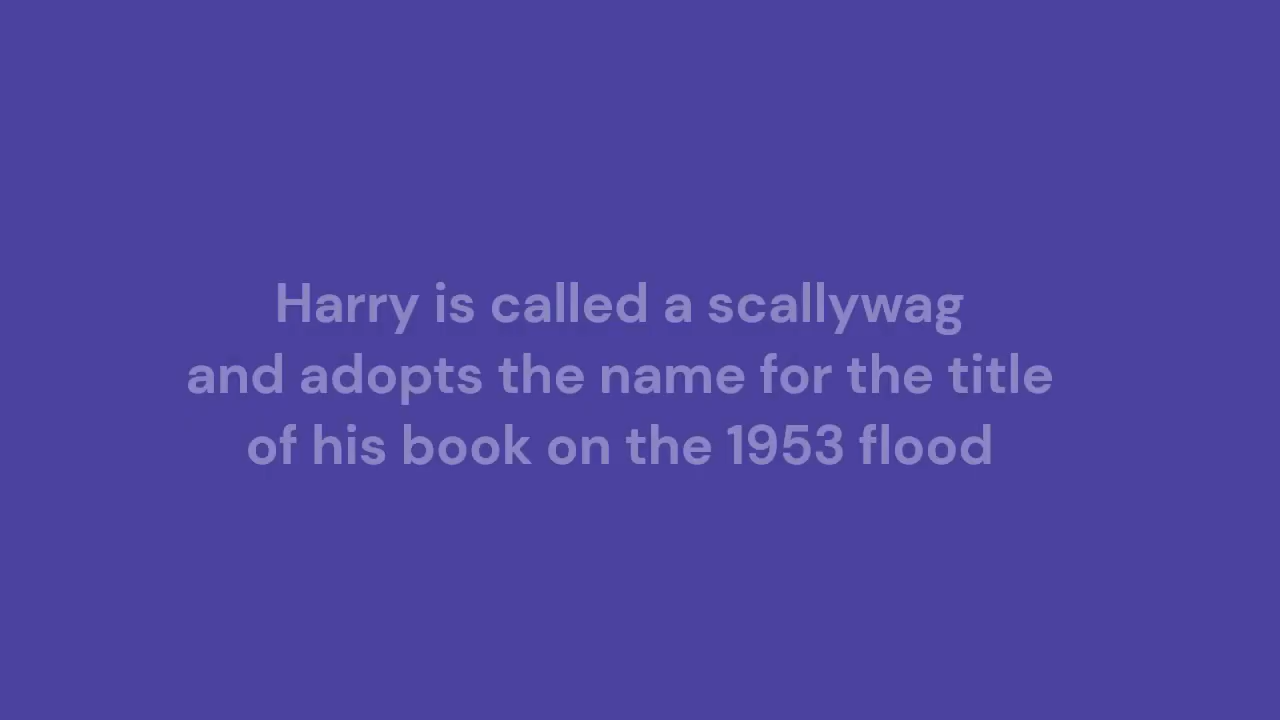 Harry is called a scallywag
and adopts the name for the title
of his book on the 1953 flood